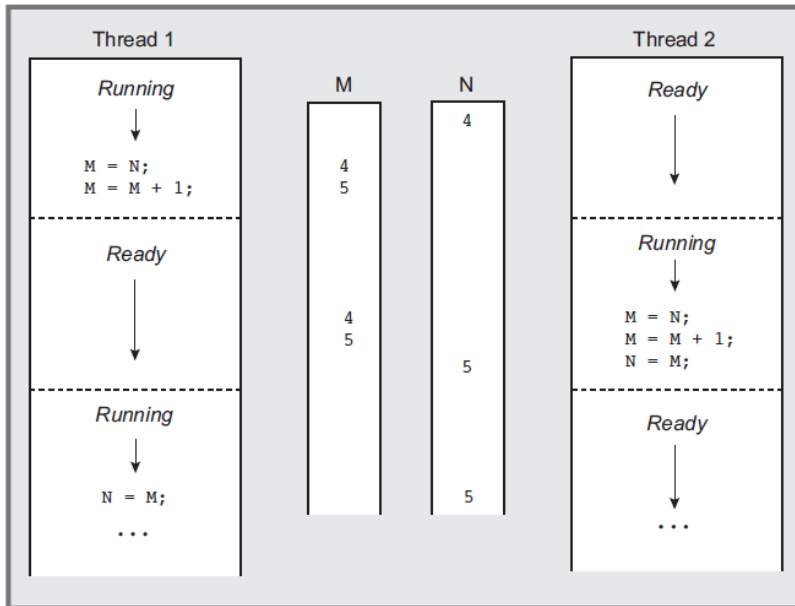 Thread 1
Thread 2
M
N
Running
Ready
4
M = N;
M = M + 1;
4
5
Ready
Running
4
5
M = N;
M = M + 1;
N = M;
5
Running
Ready
N = M;
5
...
...